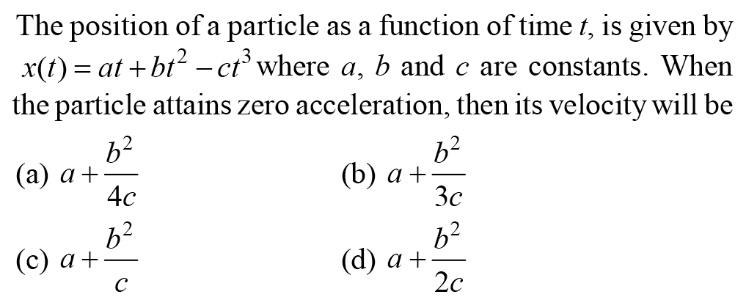 The position of a particle as a function of time t, is given by
x(t) = at + bt² – ct³ where a, b and c are constants. When
the particle attains zero acceleration, then its velocity will be
(a) a + b²/4c (b) a + b²/3c
(c) a + b²/c (d) a + b²/2c